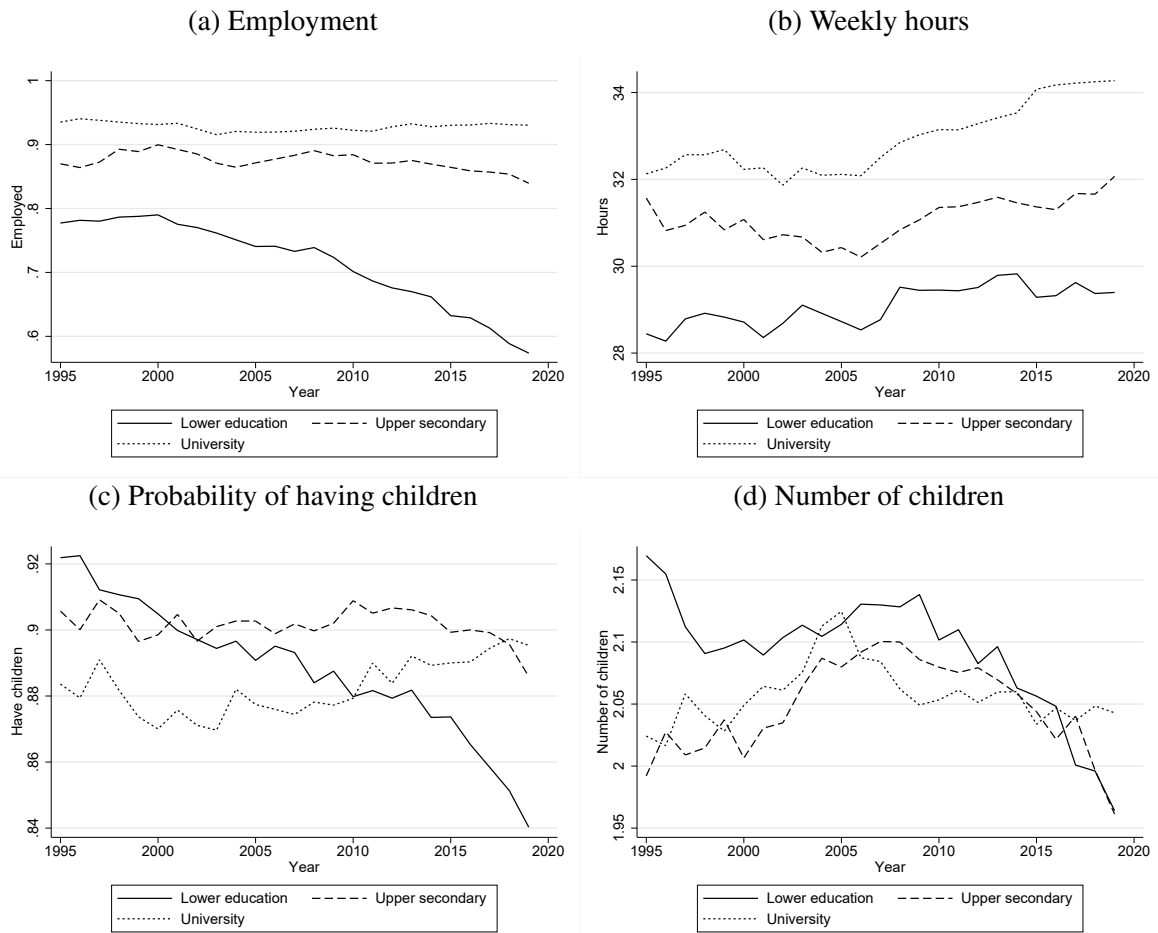 (a) Employment
1
.9
.8
.7
.6
Employed
1995 2000 2005 2010 2015 2020
Year
Lower education Upper secondary
University
(b) Weekly hours
34
32
30
28
Hours
1995 2000 2005 2010 2015 2020
Year
Lower education Upper secondary
University
(c) Probability of having children
.92
.9
.88
.86
.84
Have children
1995 2000 2005 2010 2015 2020
Year
Lower education Upper secondary
University
(d) Number of children
2.15
2.1
2.05
2
1.95
Number of children
1995 2000 2005 2010 2015 2020
Year
Lower education Upper secondary
University